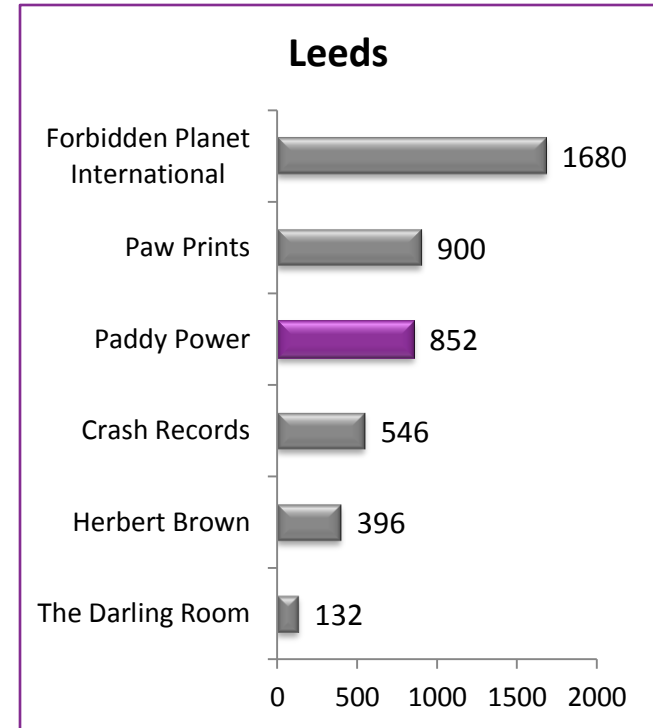 Leeds
Forbidden Planet
International
1680
Paw Prints
900
Paddy Power
852
Crash Records
546
Herbert Brown
396
The Darling Room
132
0 500 1000 1500 2000